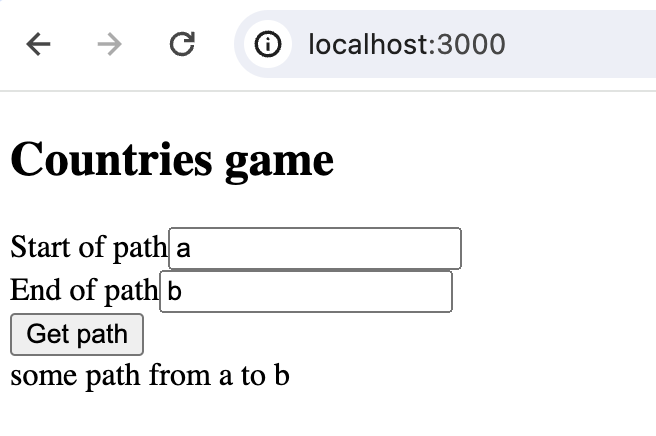 localhost:3000
Countries game
Start of path a
End of path b
Get path
some path from a to b